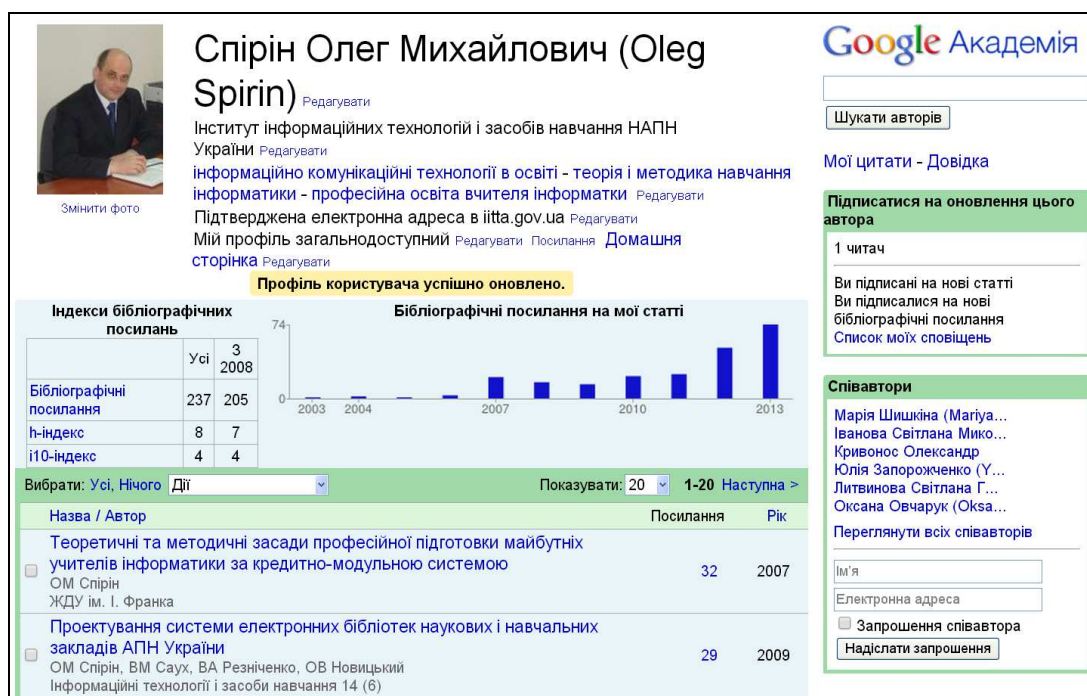 Спірін Олег Михайлович (Oleg
Spirin) Редагувати
Інститут інформаційних технологій і засобів навчання НАПН
України Редагувати
інформаційно комунікаційні технології в освіті - теорія і методика навчання
інформатики - професійна освіта вчителя інформатки Редагувати
Підтверджена електронна адреса в iitta.gov.ua Редагувати
Мій профіль загальнодоступний Редагувати Посилання Домашня
сторінка Редагувати
Змінити фото
Профіль користувача успішно оновлено.
Індекси бібліографічних
посилань
Усі З 2008
Бібліографічні посилання 237 205
h-індекс 8 7
i10-індекс 4 4
Бібліографічні посилання на мої статті
74
0
2003 2004 2007 2010 2013
Вибрати: Усі, Нічого Дії Показувати: 20 1-20 Наступна >
Назва / Автор Посилання Рік
Теоретичні та методичні засади професійної підготовки майбутніх
учителів інформатики за кредитно-модульною системою 32 2007
ОМ Спірін
ЖДУ ім. І. Франка
Проектування системи електронних бібліотек наукових і навчальних
закладів АПН України 29 2009
ОМ Спірін, ВМ Саух, ВА Резніченко, ОВ Новицький
Інформаційні технології і засоби навчання 14 (6)
Google Академія
Шукати авторів
Мої цитати - Довідка
Підписатися на оновлення цього
автора
1 читач
Ви підписані на нові статті
Ви підписалися на нові
бібліографічні посилання
Список моїх сповіщень
Співавтори
Марія Шишкіна (Mariya...
Іванова Світлана Мико...
Кривонос Олександр
Юлія Запорожченко (Y...
Литвинова Світлана Г...
Оксана Овчарук (Oksa...
Переглянути всіх співавторів
Ім'я
Електронна адреса
Запрошення співавтора
Надіслати запрошення